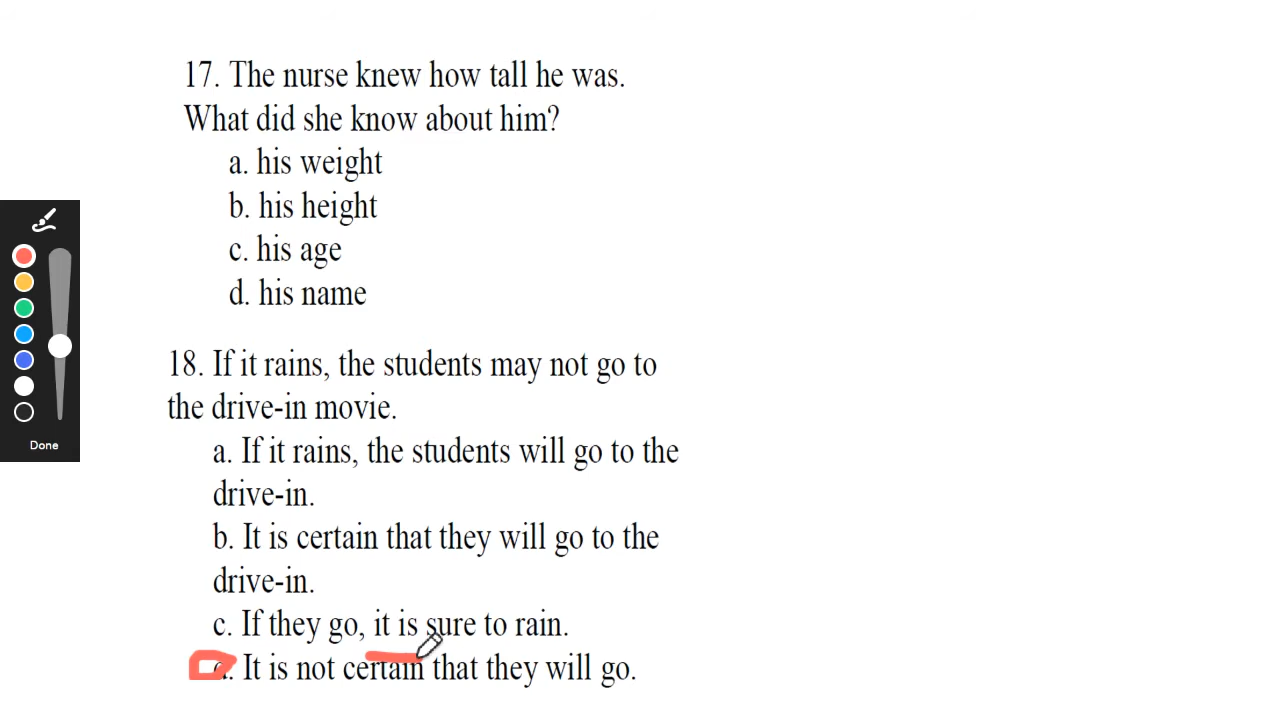 17. The nurse knew how tall he was.
What did she know about him?
a. his weight
b. his height
c. his age
d. his name
18. If it rains, the students may not go to
the drive-in movie.
a. If it rains, the students will go to the
drive-in.
b. It is certain that they will go to the
drive-in.
c. If they go, it is sure to rain.
d. It is not certain that they will go.
Done